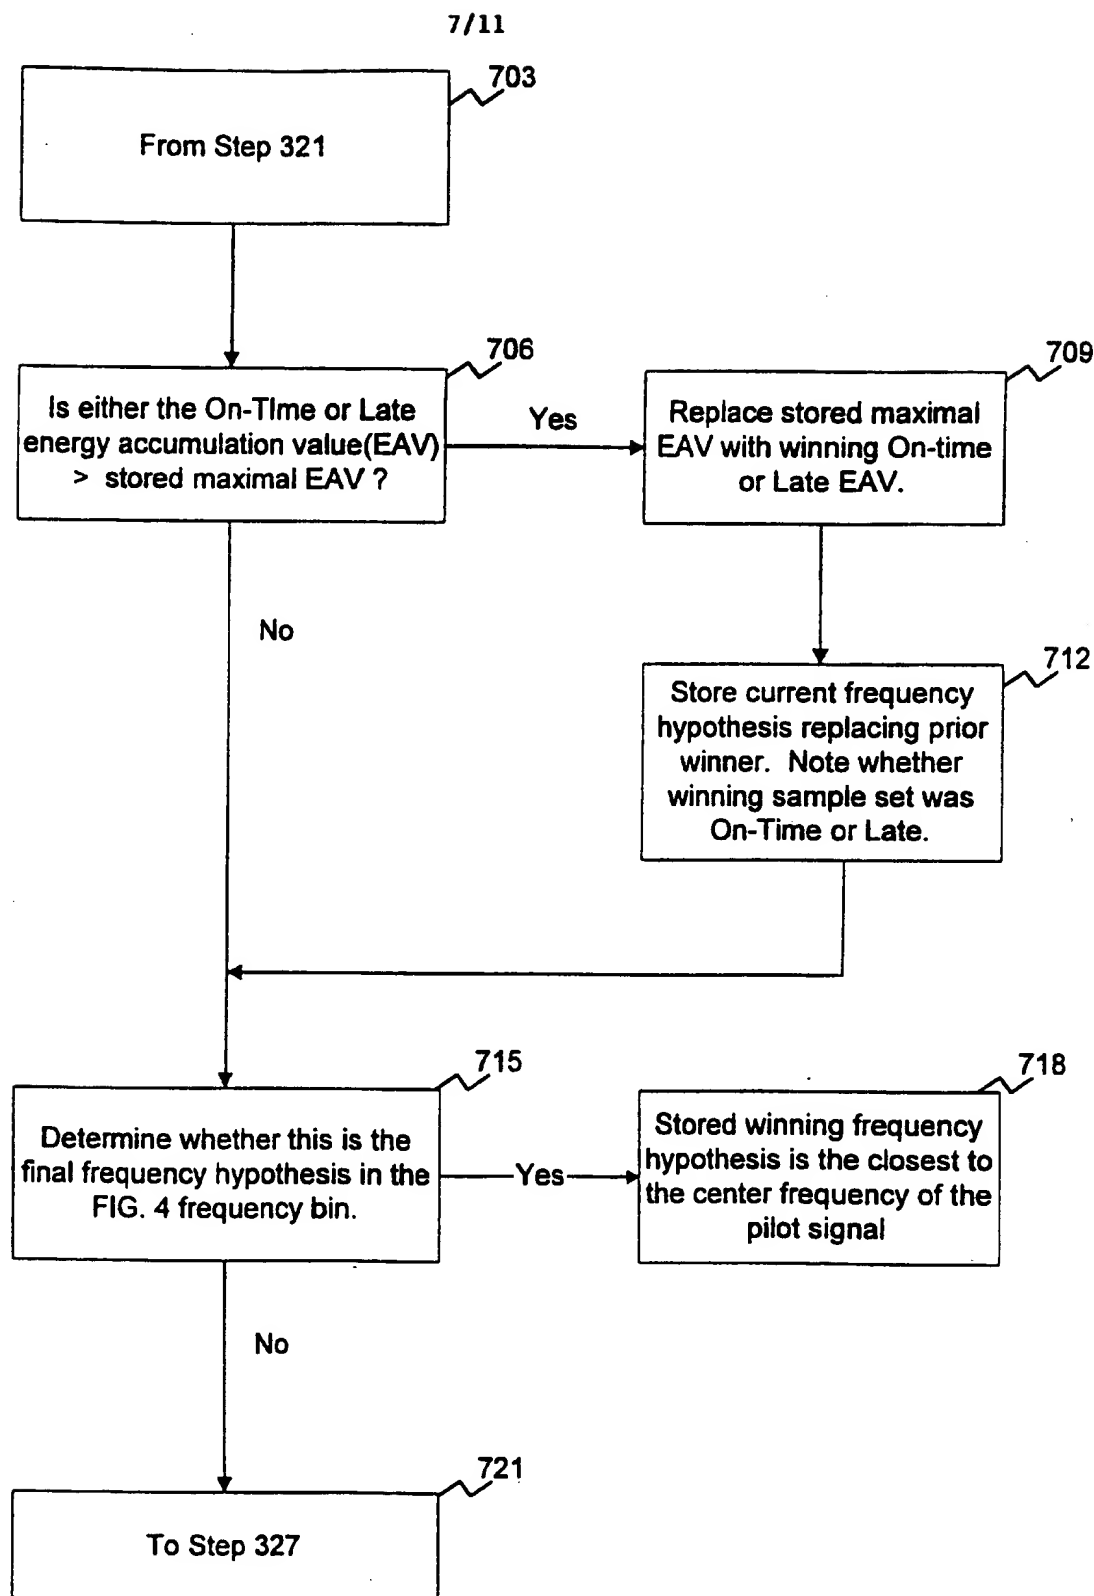 7/11
703
From Step 321
706
Is either the On-Time or Late
energy accumulation value(EAV)
> stored maximal EAV ?
Yes
709
Replace stored maximal
EAV with winning On-time
or Late EAV.
No
712
Store current frequency
hypothesis replacing prior
winner. Note whether
winning sample set was
On-Time or Late.
715
Determine whether this is the
final frequency hypothesis in the
FIG. 4 frequency bin.
Yes
718
Stored winning frequency
hypothesis is the closest to
the center frequency of the
pilot signal
No
721
To Step 327